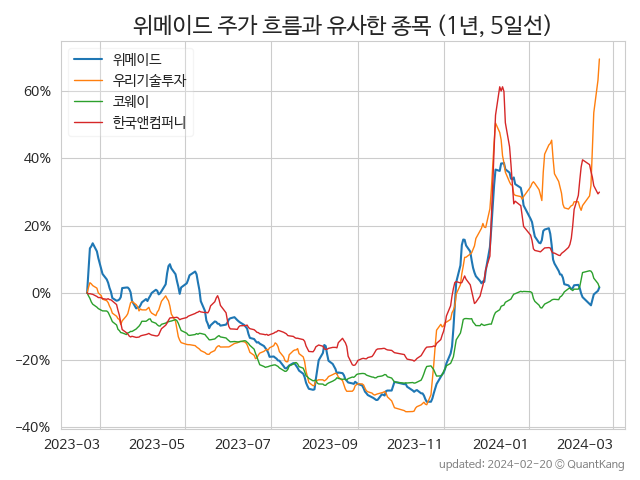 위메이드 주가 흐름과 유사한 종목 (1년, 5일선)
위메이드
우리기술투자
코웨이
한국앤컴퍼니
60%
40%
20%
0%
−20%
−40%
2023-03 2023-05 2023-07 2023-09 2023-11 2024-01 2024-03
updated: 2024-02-20 © QuantKang